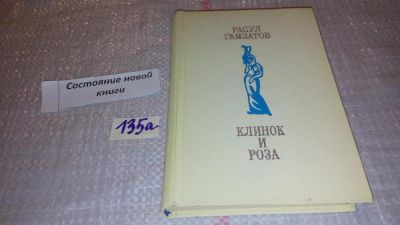 Состояние новой
книги
135а
РАСУЛ
ГАМЗАТОВ
КЛИНОК
И
РОЗА